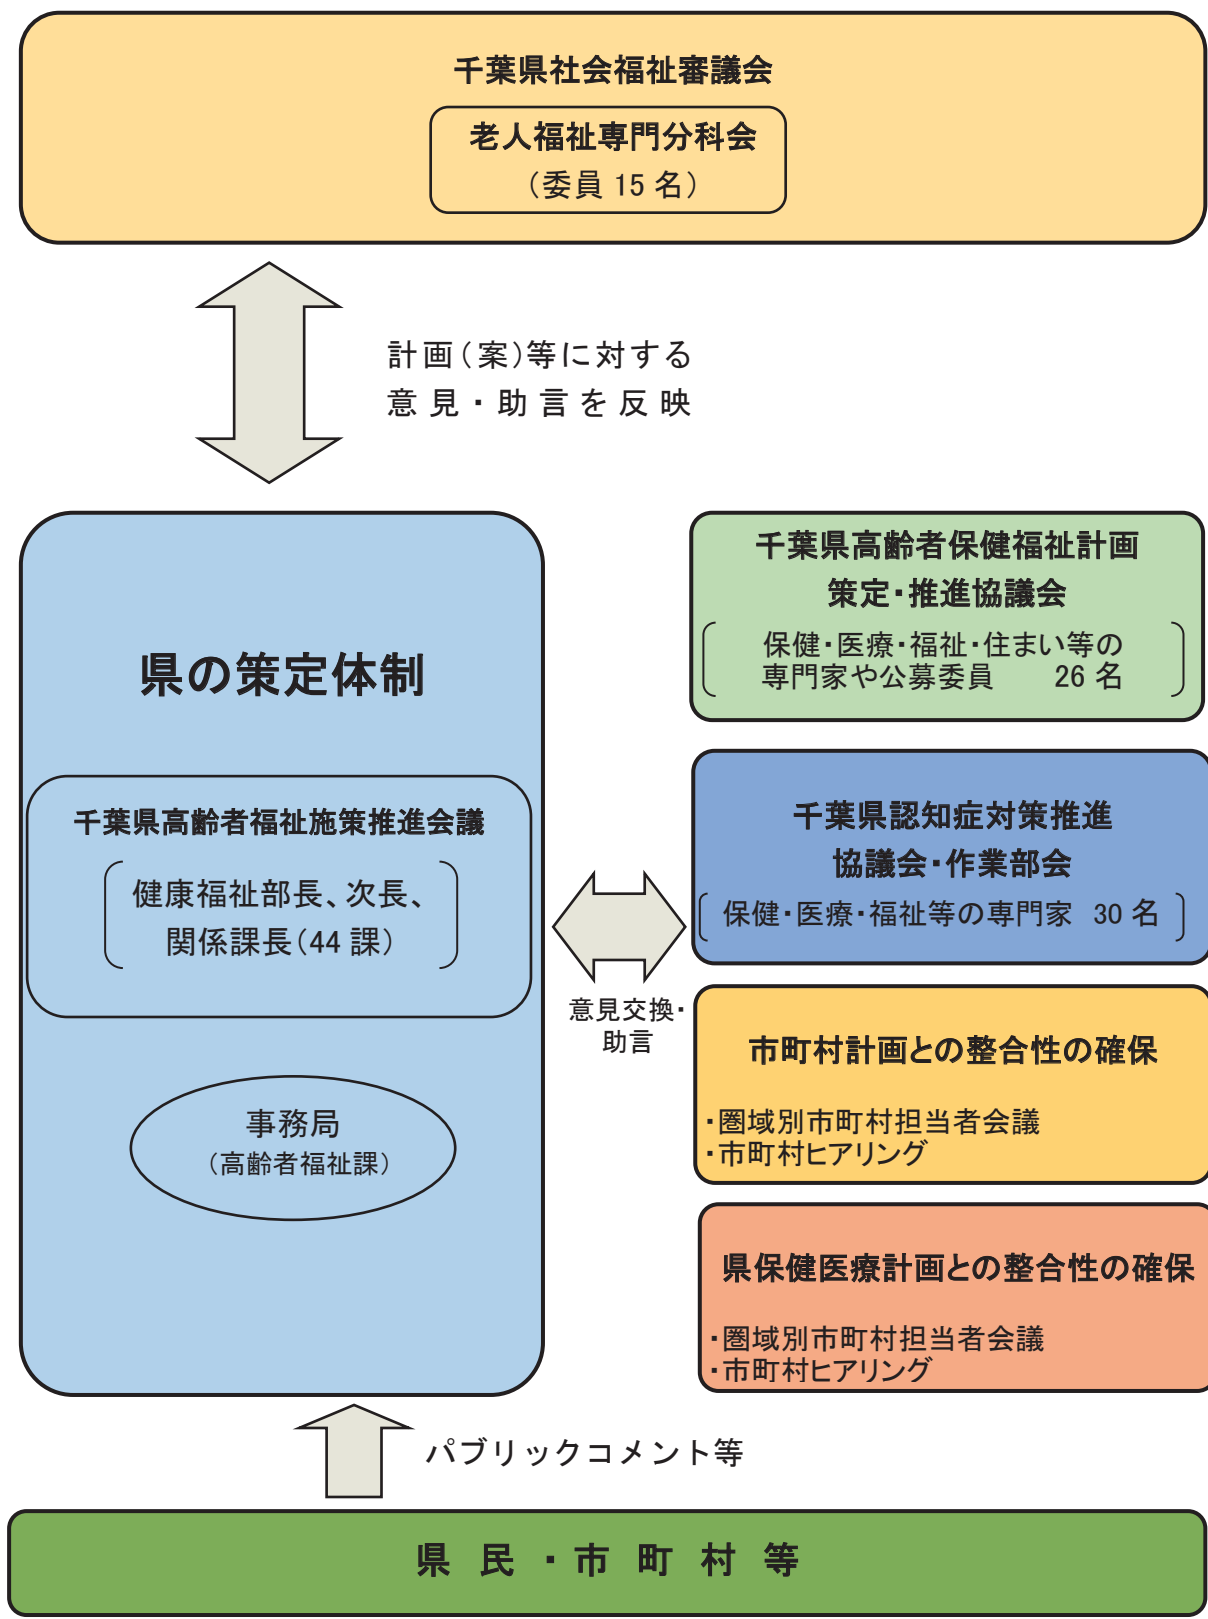 千葉県社会福祉審議会
老人福祉専門分科会
（委員 15 名）
計画（案）等に対する
意見・助言を反映
県の策定体制
千葉県高齢者福祉施策推進会議
健康福祉部長、次長、
関係課長（44 課）
事務局
（高齢者福祉課）
千葉県高齢者保健福祉計画
策定・推進協議会
保健・医療・福祉・住まい等の
専門家や公募委員　26 名
千葉県認知症対策推進
協議会・作業部会
保健・医療・福祉等の専門家 30 名
意見交換・
助言
市町村計画との整合性の確保
・圏域別市町村担当者会議
・市町村ヒアリング
県保健医療計画との整合性の確保
・圏域別市町村担当者会議
・市町村ヒアリング
パブリックコメント等
県民・市町村等